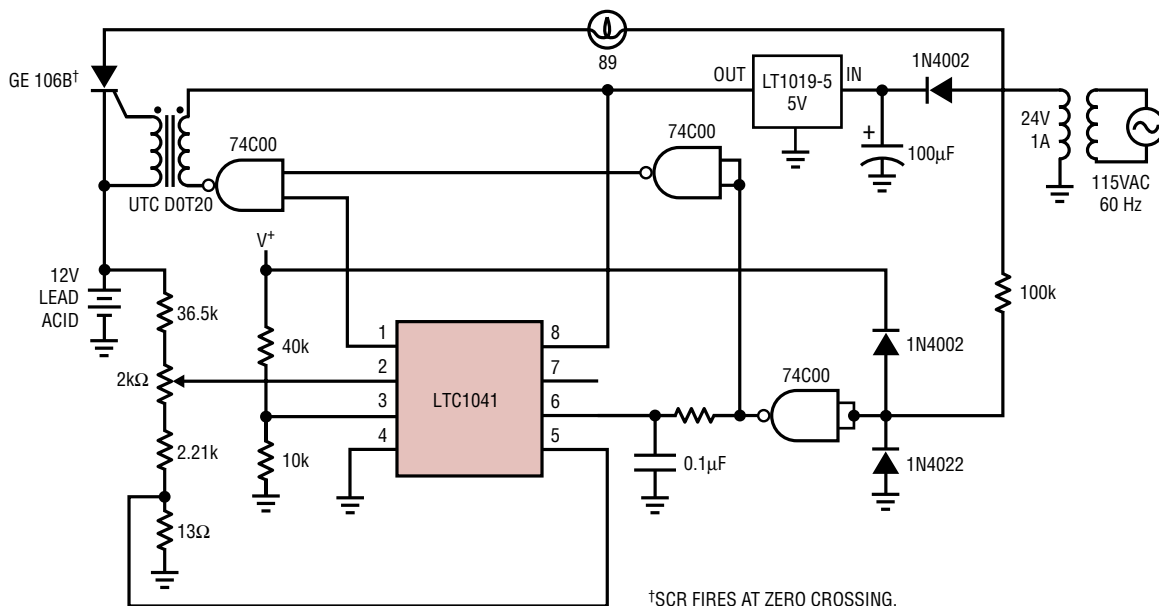 GE 106B†
89
OUT
LT1019-5
5V
IN
1N4002
24V
1A
100µF
+
115VAC
60 Hz
74C00
74C00
UTC D0T20
V+
12V
LEAD
ACID
36.5k
2kΩ
2.21k
13Ω
40k
10k
1
2
3
4
LTC1041
8
7
6
5
0.1µF
74C00
1N4002
1N4022
100k
†SCR FIRES AT ZERO CROSSING.